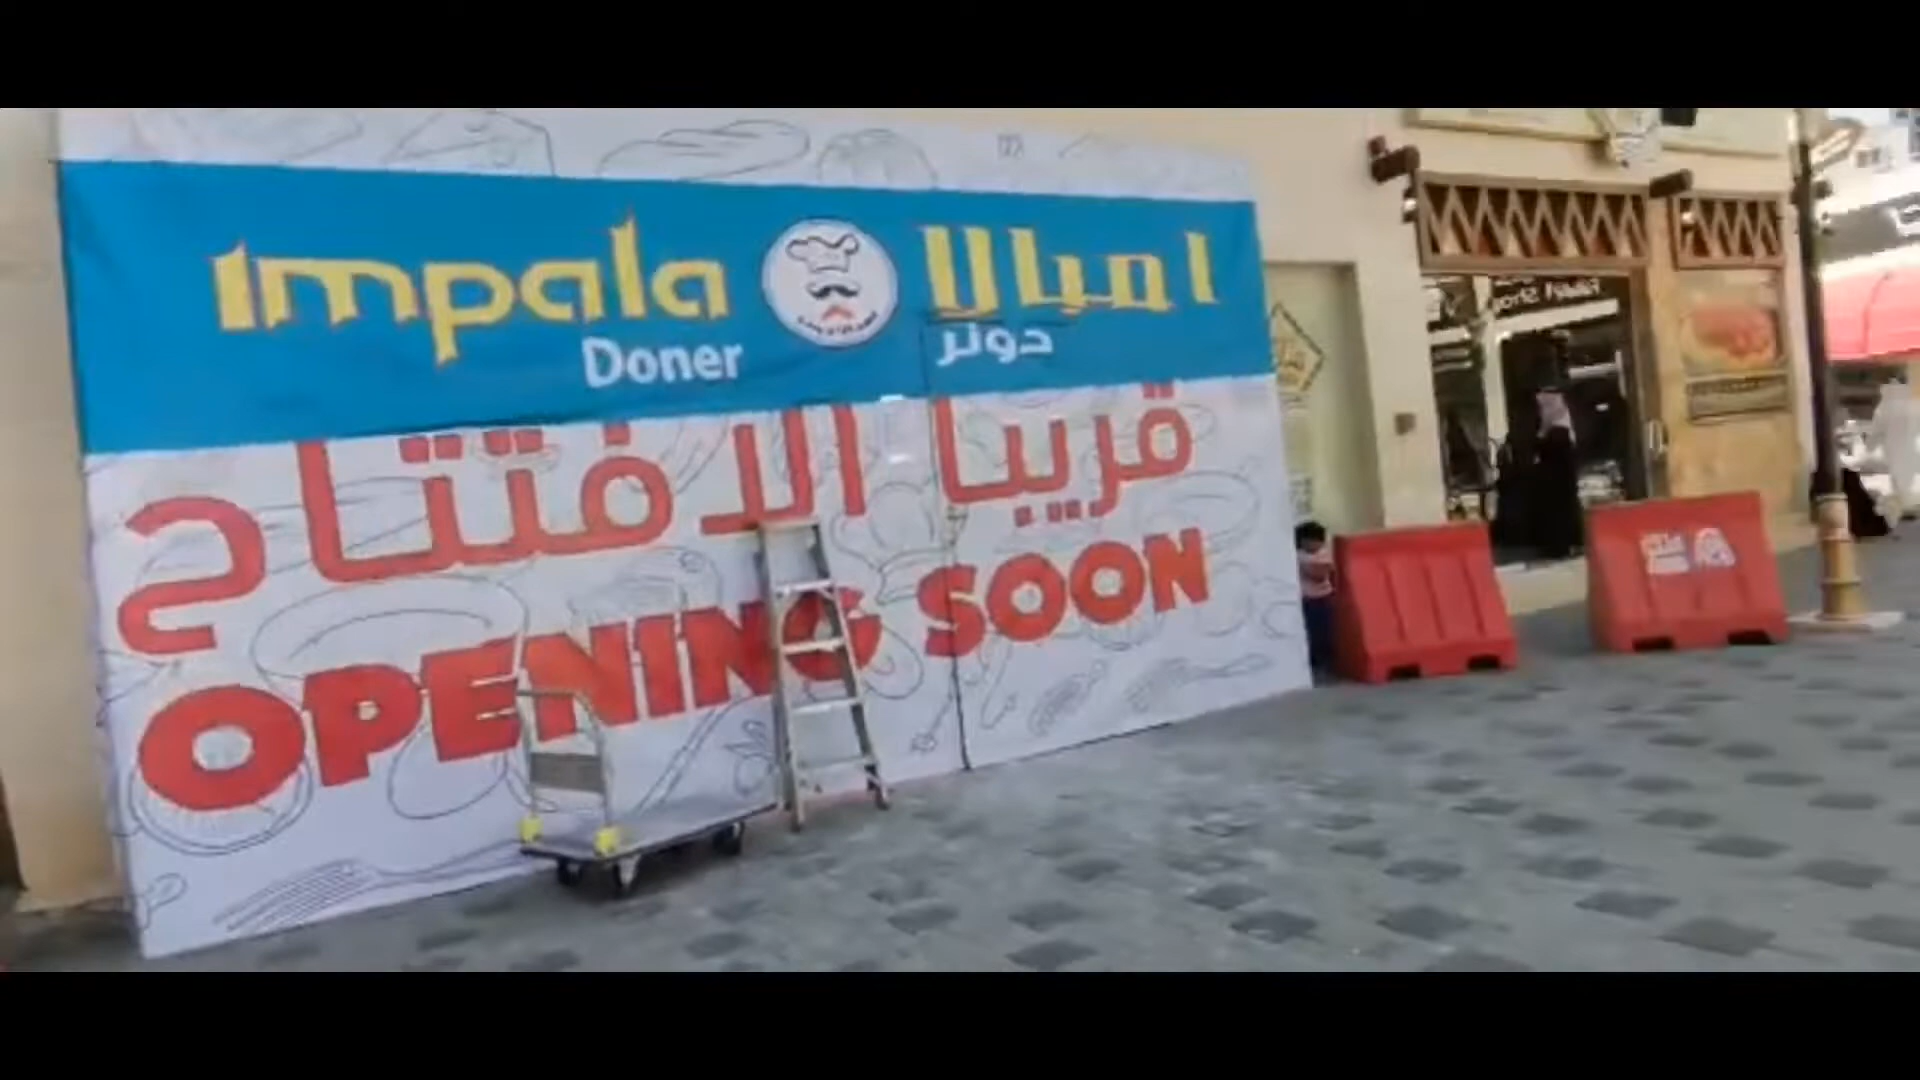 Impala
Doner
امبالا
دونر
قريبا الافتتاح
OPENING SOON